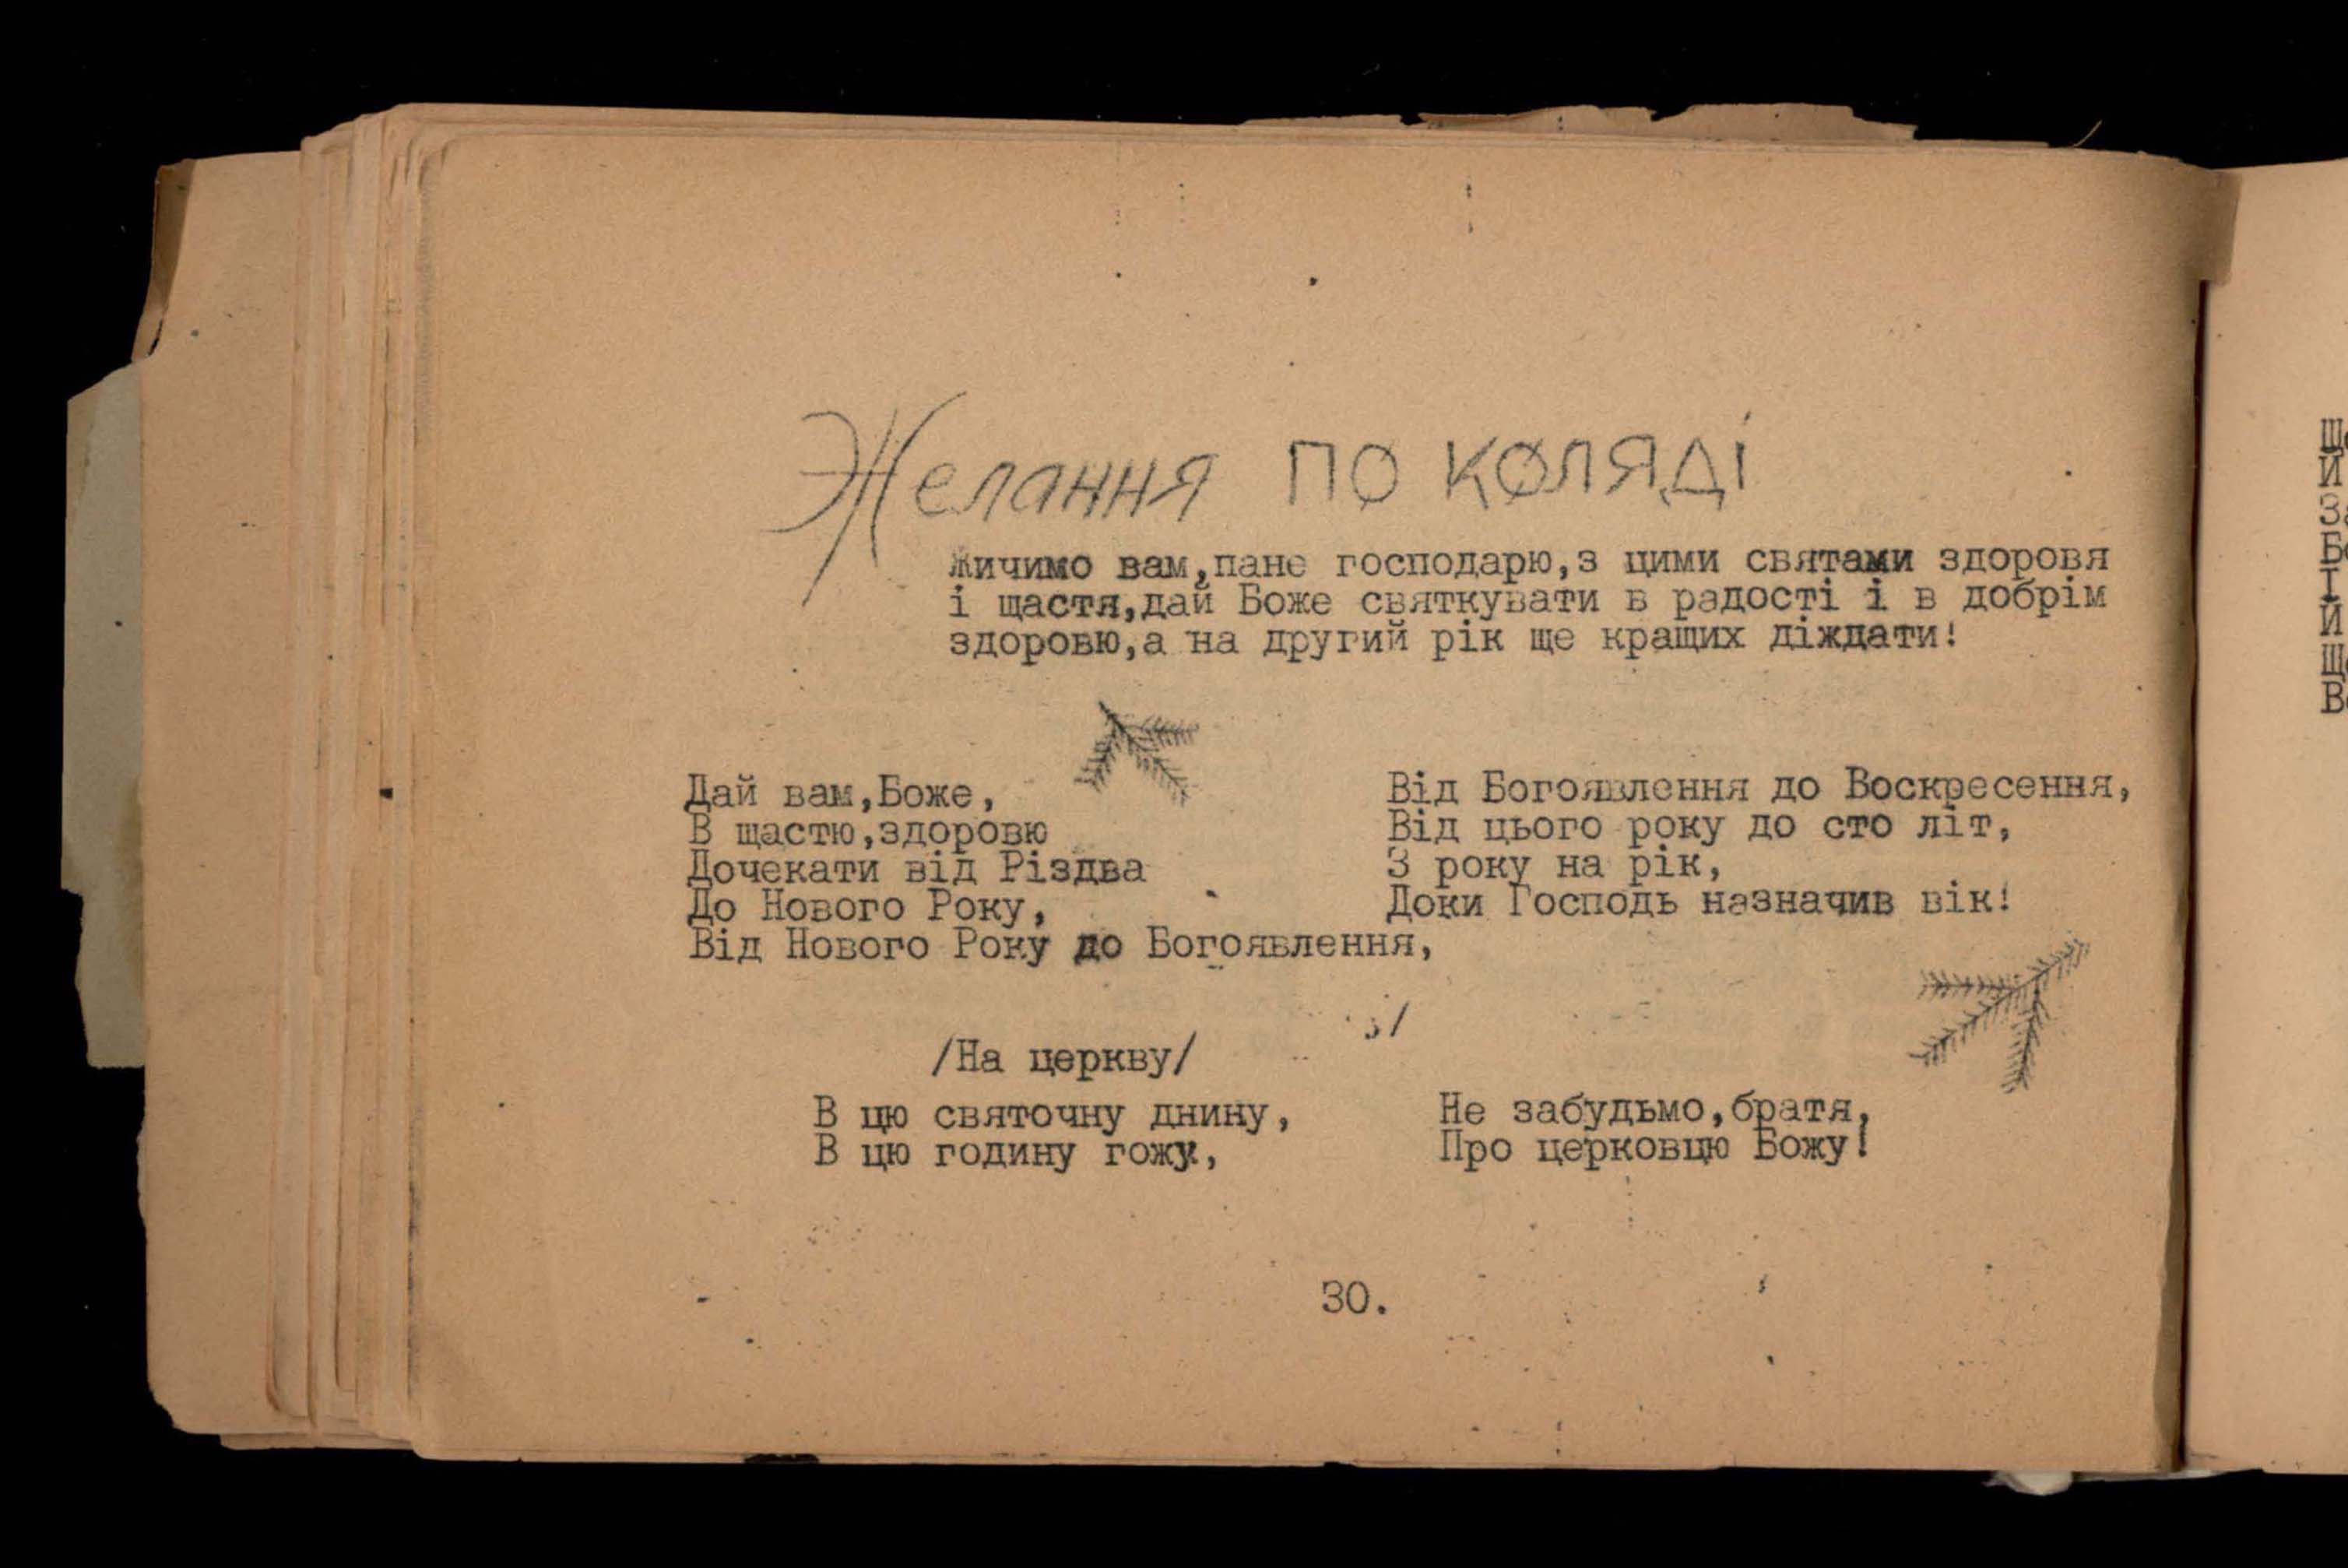 Желання по коляді
Жичимо вам,пане господарю,з цими святами здоровя
і щастя,дай Боже святкувати в радості і в добрім
здоровю,а на другий рік ще кращих діждати!
Дай вам,Боже,
В щастю,здоровю
Дочекати від Різдва
До Нового Року,
Від Нового Року до Богоявлення,
Від Богоявлення до Воскресення,
Від цього року до сто літ,
З року на рік,
Доки Господь назначив вік!
/На церкву/
В цю святочну днину,
В цю годину гожу,
Не забудьмо,братя,
Про церковцю Божу!
30.